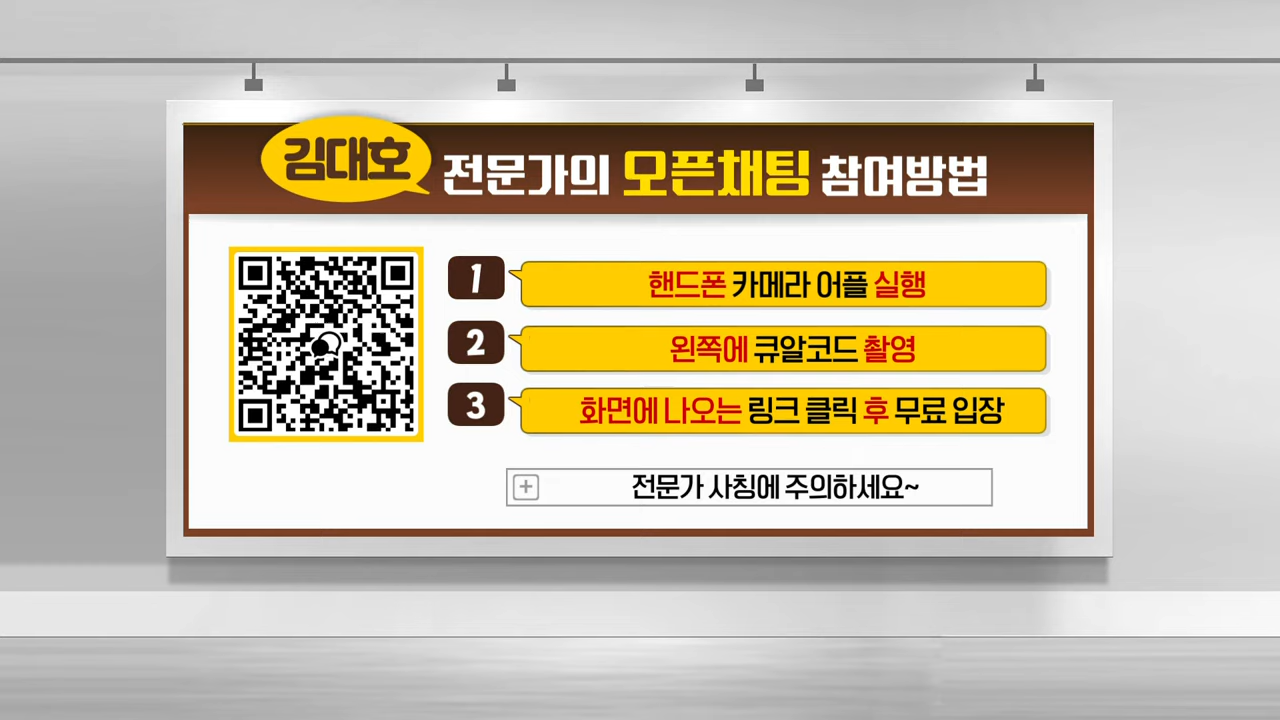 김대호 전문가의 오픈채팅 참여방법
1 핸드폰 카메라 어플 실행
2 왼쪽에 큐알코드 촬영
3 화면에 나오는 링크 클릭 후 무료 입장
전문가 사칭에 주의하세요~